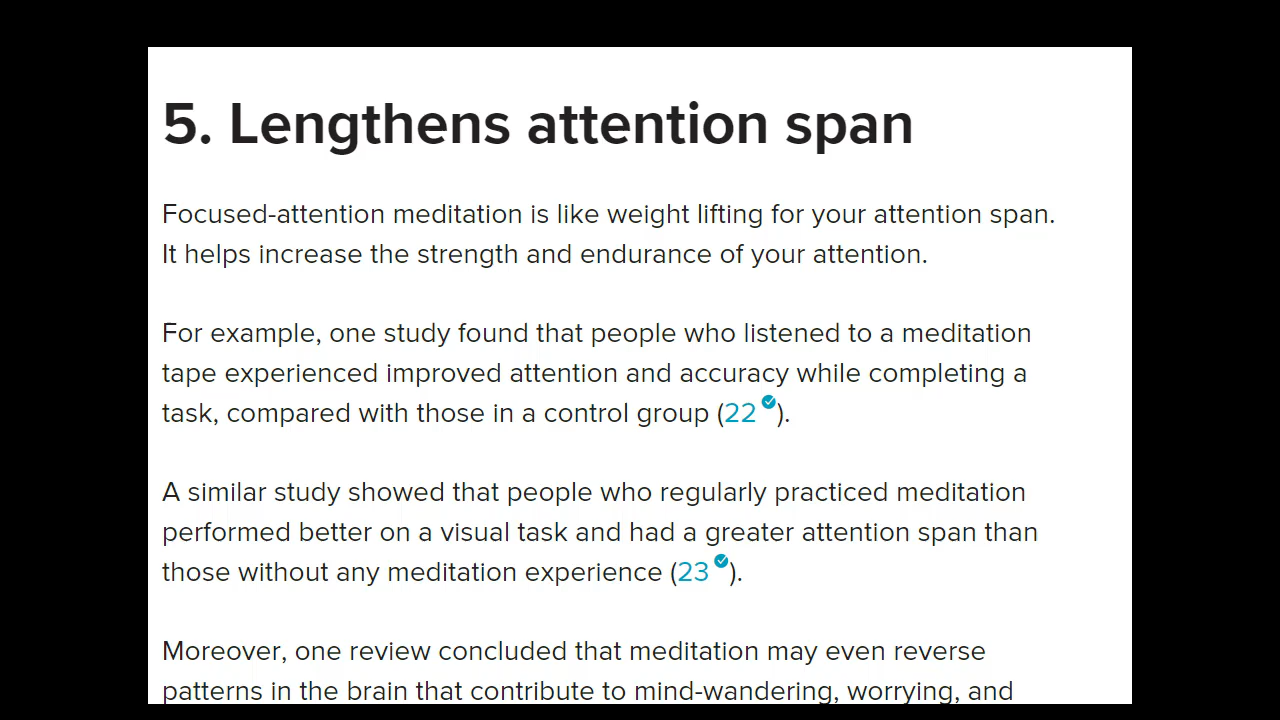 5. Lengthens attention span
Focused-attention meditation is like weight lifting for your attention span.
It helps increase the strength and endurance of your attention.
For example, one study found that people who listened to a meditation
tape experienced improved attention and accuracy while completing a
task, compared with those in a control group (22).
A similar study showed that people who regularly practiced meditation
performed better on a visual task and had a greater attention span than
those without any meditation experience (23).
Moreover, one review concluded that meditation may even reverse
patterns in the brain that contribute to mind-wandering, worrying, and